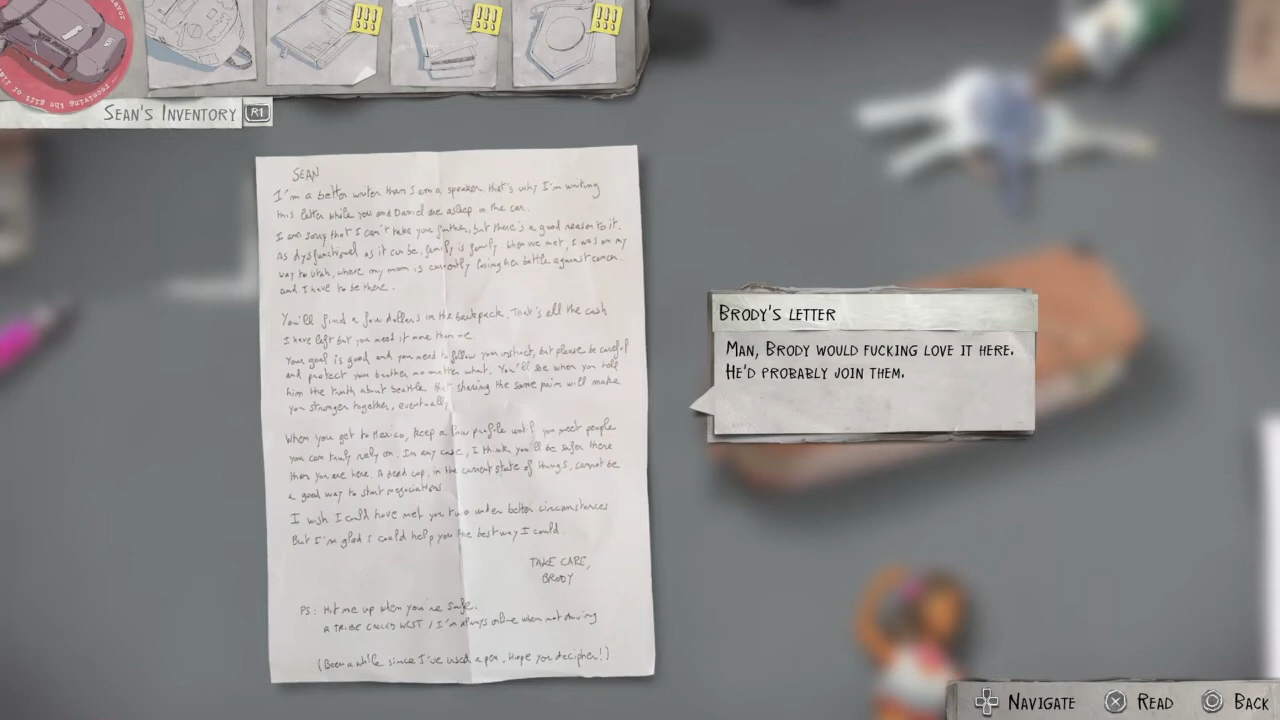 ...receiving the gift of flight...
SEAN'S INVENTORY R1
SEAN
I'm a better writer than I am a speaker, that's why I'm writing
this letter while you and Daniel are asleep in the car.
I am sorry that I can't take you further, but there's a good reason to it.
As dysfunctional as it can be, family is family. When we met, I was on my
way to Utah, where my mom is currently losing her battle against cancer.
and I have to be there.
You'll find a few dollars in the backpack. That's all the cash
I have left but you need it more than me.
Your goal is good and you need to follow your instinct, but please be careful
and protect your brother no matter what. You'll see when you tell
him the truth about Seattle that sharing the same pain will make
you stronger together, eventually.
When you get to Mexico, keep a low profile until you meet people
you can truly rely on. In any case, I think you'll be safer there
than you are here. A dead cop, in the current state of things, cannot be
a good way to start negociations.
I wish I could have met you two under better circumstances
But I'm glad I could help you the best way I could.
TAKE CARE,
BRODY
PS: Hit me up when you're safe.
A TRIBE CALLED WEST / I'm always online when not driving
(Been a while since I've used a pen. Hope you decipher!)
BRODY'S LETTER
MAN, BRODY WOULD FUCKING LOVE IT HERE.
HE'D PROBABLY JOIN THEM.
NAVIGATE READ BACK